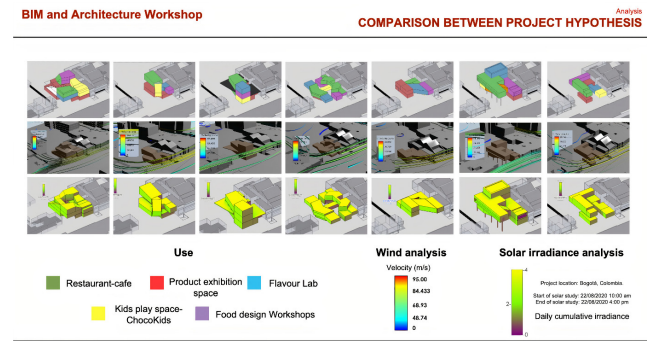 BIM and Architecture Workshop
Analysis
COMPARISON BETWEEN PROJECT HYPOTHESIS
Use
Restaurant-cafe
Product exhibition
space
Flavour Lab
Kids play space-
ChocoKids
Food design Workshops
Wind analysis
Velocity (m/s)
95.00
84.433
68.93
48.74
0
Solar irradiance analysis
4
2
0
Project location: Bogotá, Colombia.
Start of solar study: 22/08/2020 10:00 am
End of solar study: 22/08/2020 4:00 pm
Daily cumulative irradiance